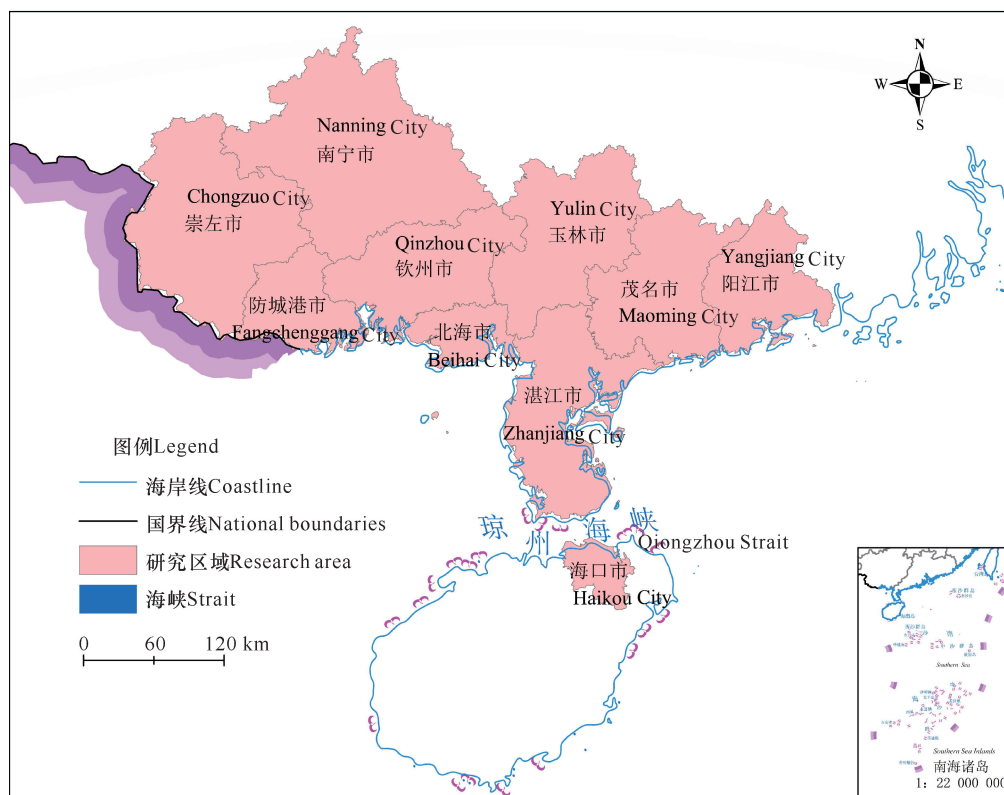 N
W
E
S
Nanning City
南宁市
Chongzuo City
崇左市
Yulin City
玉林市
Qinzhou City
钦州市
Yangjiang City
阳江市
茂名市
Maoming City
防城港市
Fangchenggang City
北海市
Beihai City
湛江市
Zhanjiang City
琼州海峡
Qiongzhou Strait
海口市
Haikou City
图例Legend
海岸线Coastline
国界线National boundaries
研究区域Research area
海峡Strait
0 60 120 km
Southern Sea
Southern Sea Islands
南海诸岛
1: 22 000 000